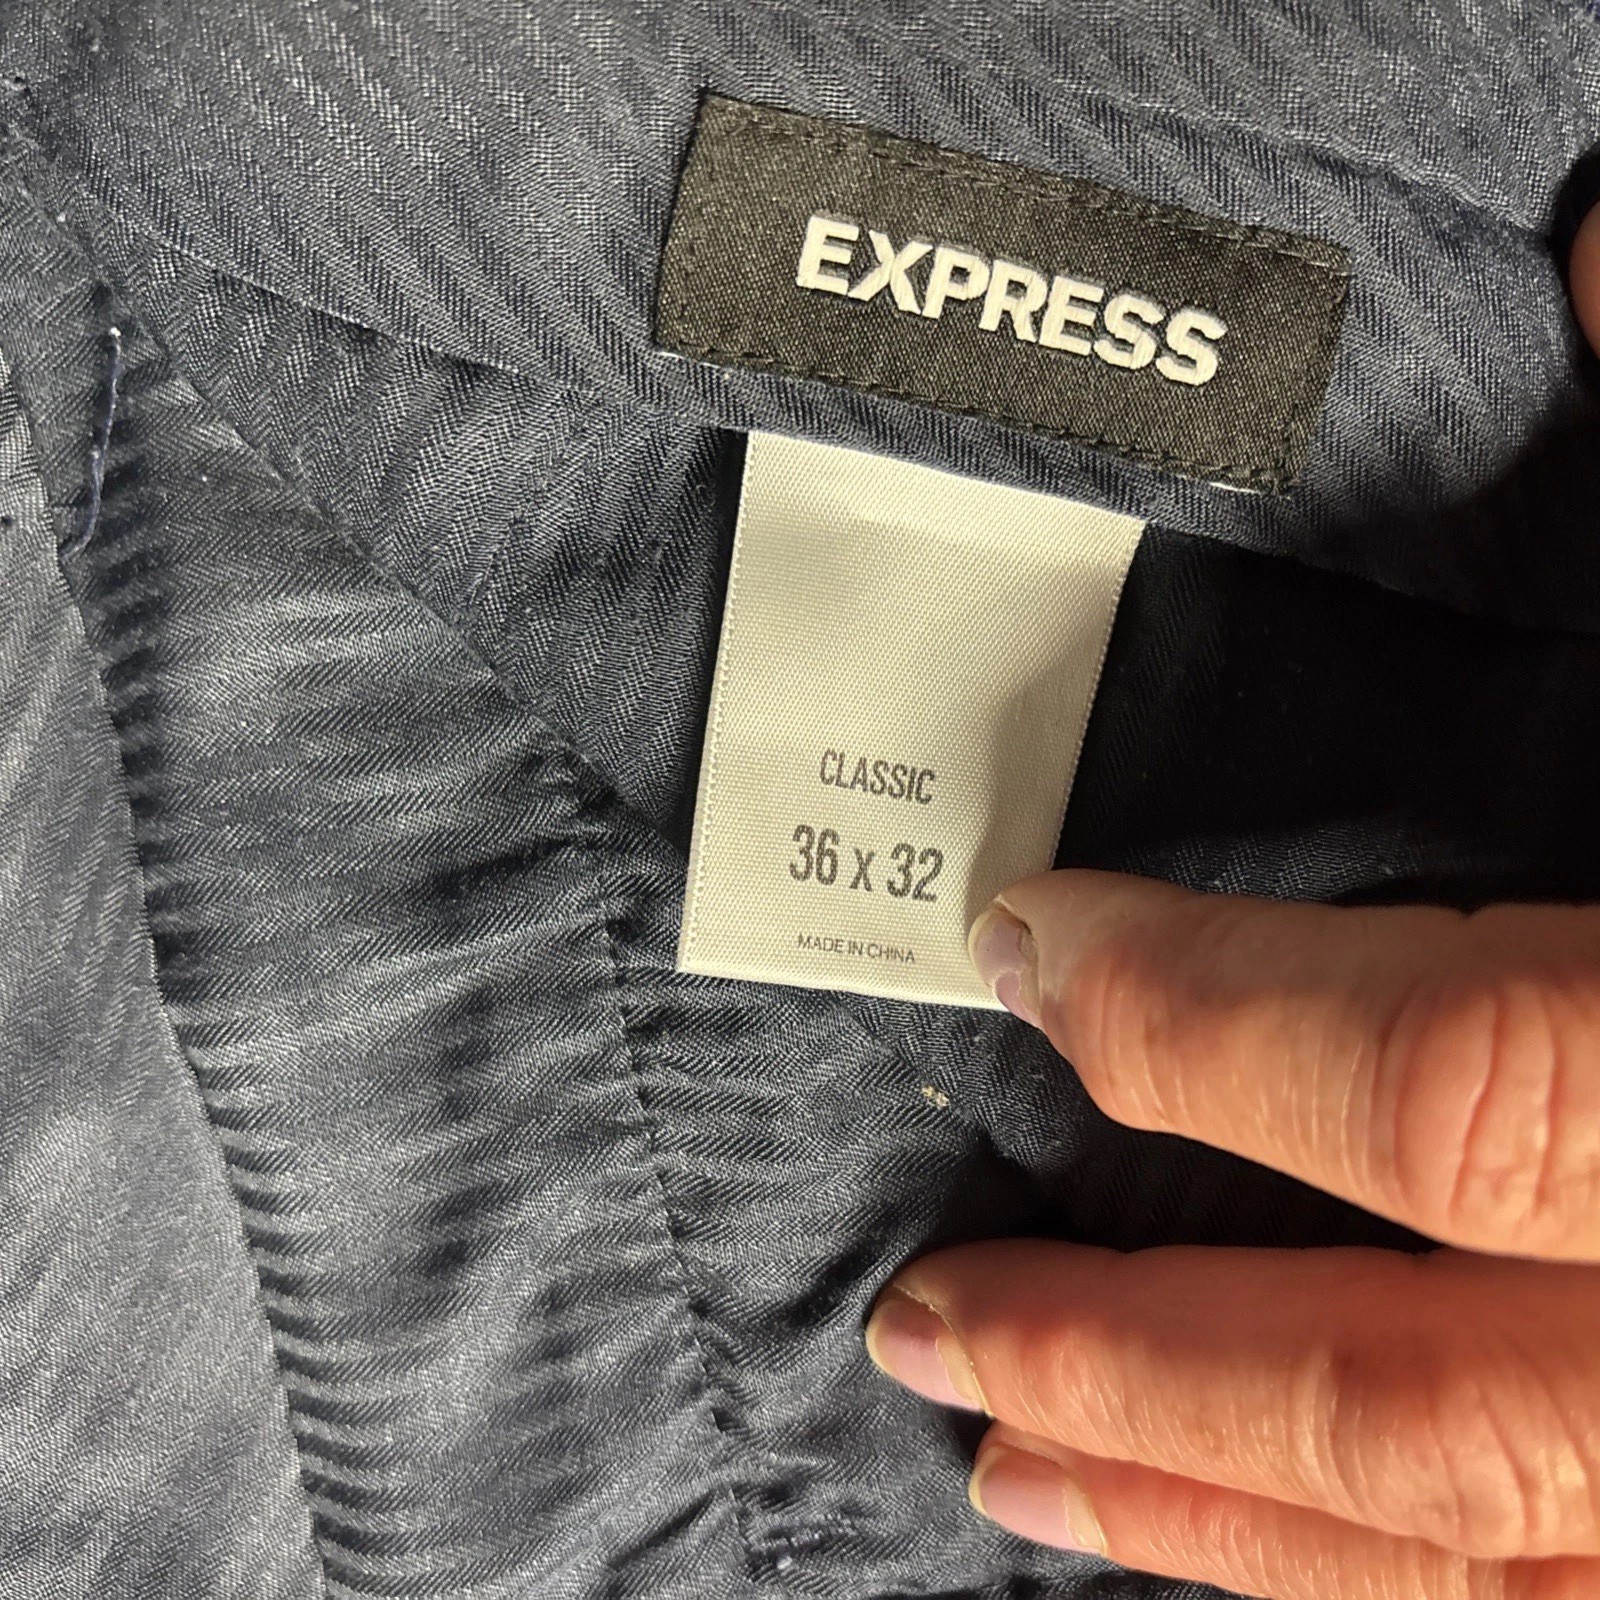 EXPRESS
CLASSIC
36 x 32
MADE IN CHINA